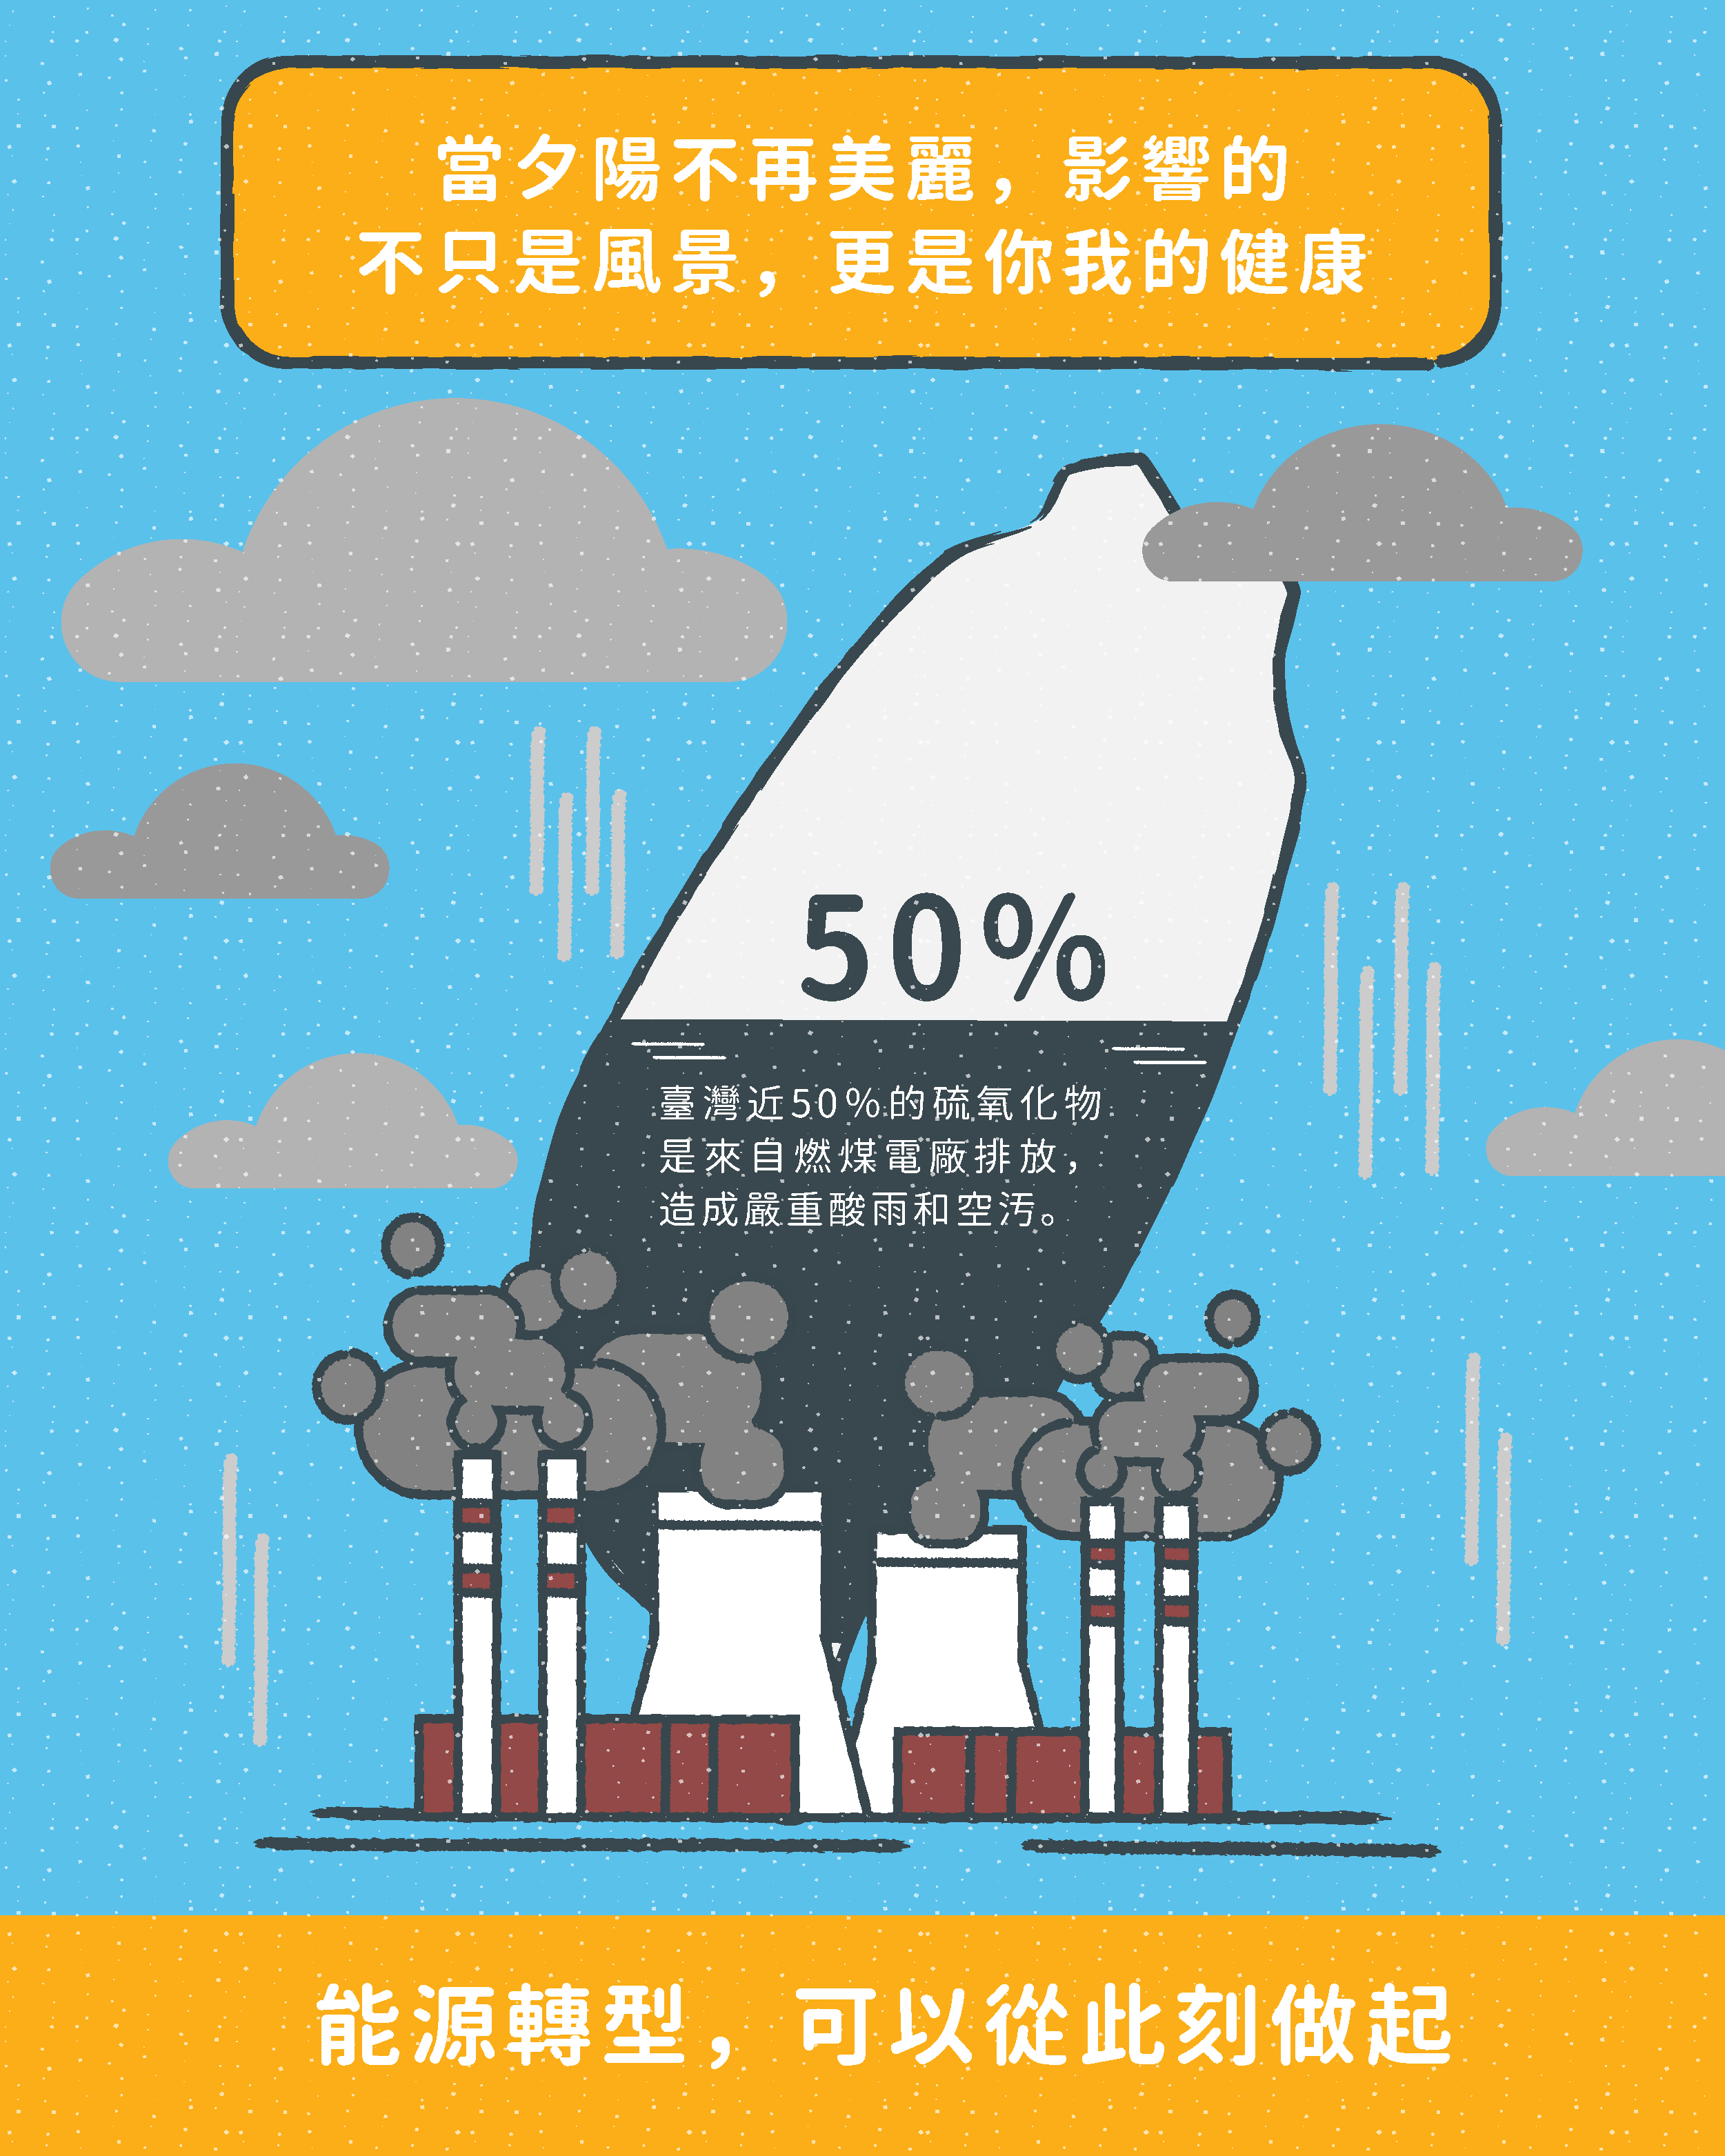 當夕陽不再美麗，影響的
不只是風景，更是你我的健康
50%
臺灣近50%的硫氧化物
是來自燃煤電廠排放，
造成嚴重酸雨和空汚。
能源轉型，可以從此刻做起